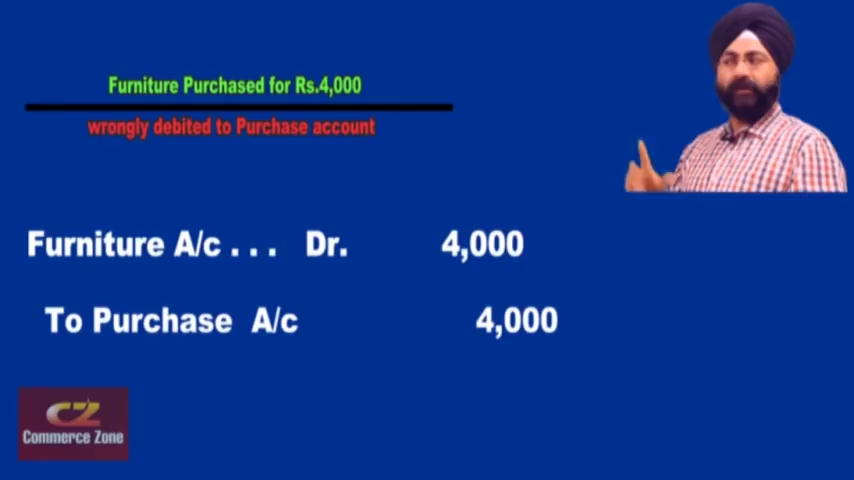 Furniture Purchased for Rs.4,000
wrongly debited to Purchase account
Furniture A/c . . . Dr. 4,000
To Purchase A/c 4,000
CZ
Commerce Zone